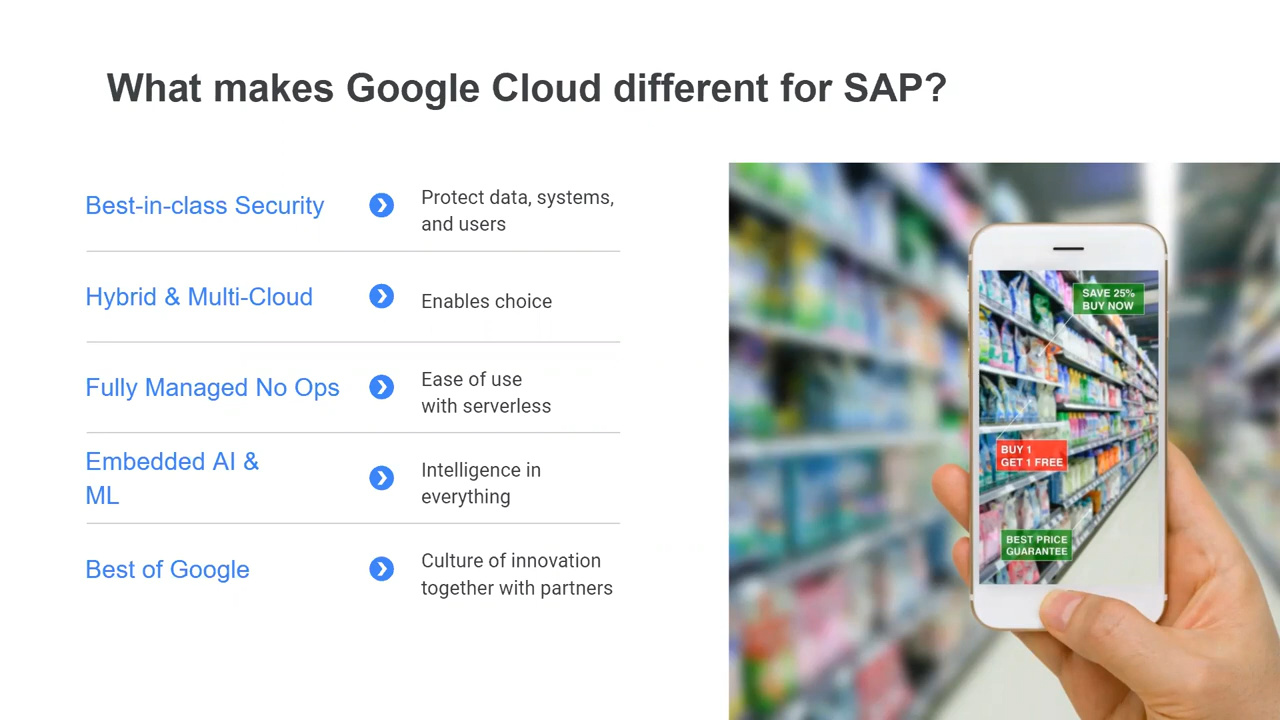 What makes Google Cloud different for SAP?
Best-in-class Security
Protect data, systems,
and users
Hybrid & Multi-Cloud
Enables choice
Fully Managed No Ops
Ease of use
with serverless
Embedded AI &
ML
Intelligence in
everything
Best of Google
Culture of innovation
together with partners
SAVE 25%
BUY NOW
BUY 1
GET 1 FREE
BEST PRICE
GUARANTEE